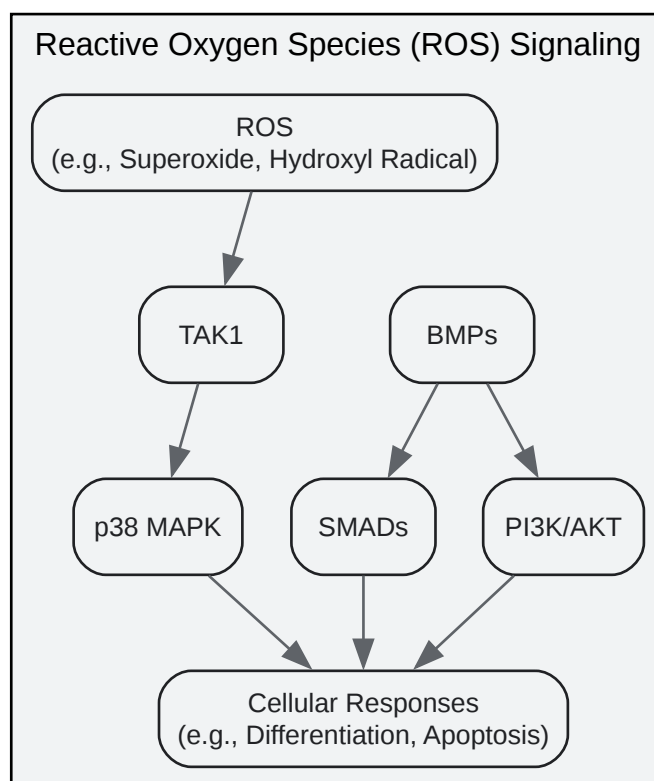 Reactive Oxygen Species (ROS) Signaling
ROS
(e.g., Superoxide, Hydroxyl Radical)
TAK1
BMPs
p38 MAPK
SMADs
PI3K/AKT
Cellular Responses
(e.g., Differentiation, Apoptosis)